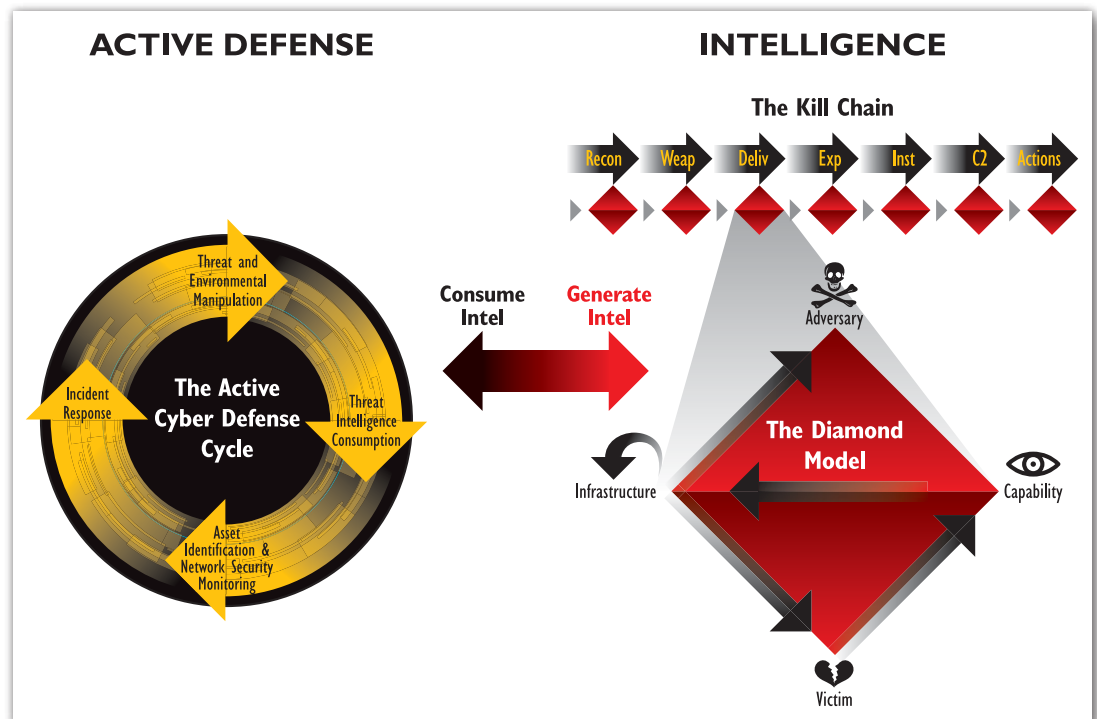 ACTIVE DEFENSE
INTELLIGENCE
The Kill Chain
Recon
Weap
Deliv
Exp
Inst
C2
Actions
Threat and
Environmental
Manipulation
Incident
Response
The Active
Cyber Defense
Cycle
Threat
Intelligence
Consumption
Asset
Identification &
Network Security
Monitoring
Consume
Intel
Generate
Intel
Adversary
The Diamond
Model
Infrastructure
Capability
Victim